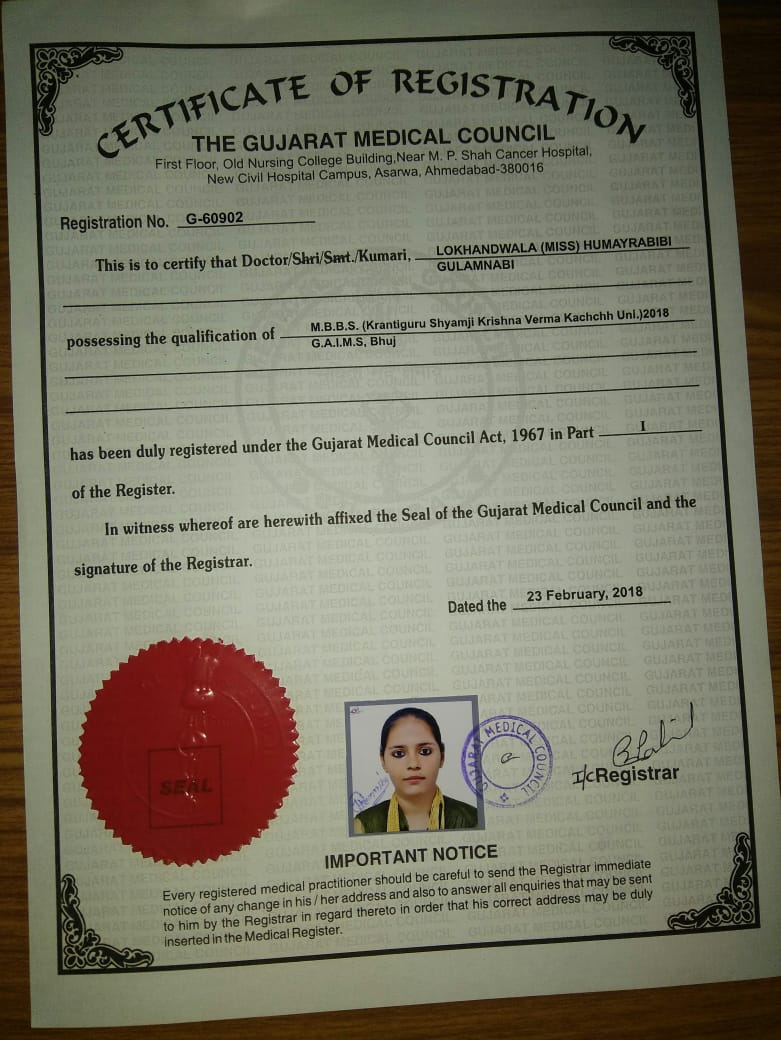 CERTIFICATE OF REGISTRATION
THE GUJARAT MEDICAL COUNCIL
First Floor, Old Nursing College Building,Near M. P. Shah Cancer Hospital,
New Civil Hospital Campus, Asarwa, Ahmedabad-380016
Registration No. G-60902
This is to certify that Doctor/Shri/Smt./Kumari, LOKHANDWALA (MISS) HUMAYRABIBI
GULAMNABI
possessing the qualification of M.B.B.S. (Krantiguru Shyamji Krishna Verma Kachchh Uni.)2018
G.A.I.M.S, Bhuj
has been duly registered under the Gujarat Medical Council Act, 1967 in Part I
of the Register.
In witness whereof are herewith affixed the Seal of the Gujarat Medical Council and the
signature of the Registrar.
Dated the 23 February, 2018
SEAL
GUJARAT MEDICAL COUNCIL
I/c Registrar
IMPORTANT NOTICE
Every registered medical practitioner should be careful to send the Registrar immediate
notice of any change in his / her address and also to answer all enquiries that may be sent
to him by the Registrar in regard thereto in order that his correct address may be duly
inserted in the Medical Register.